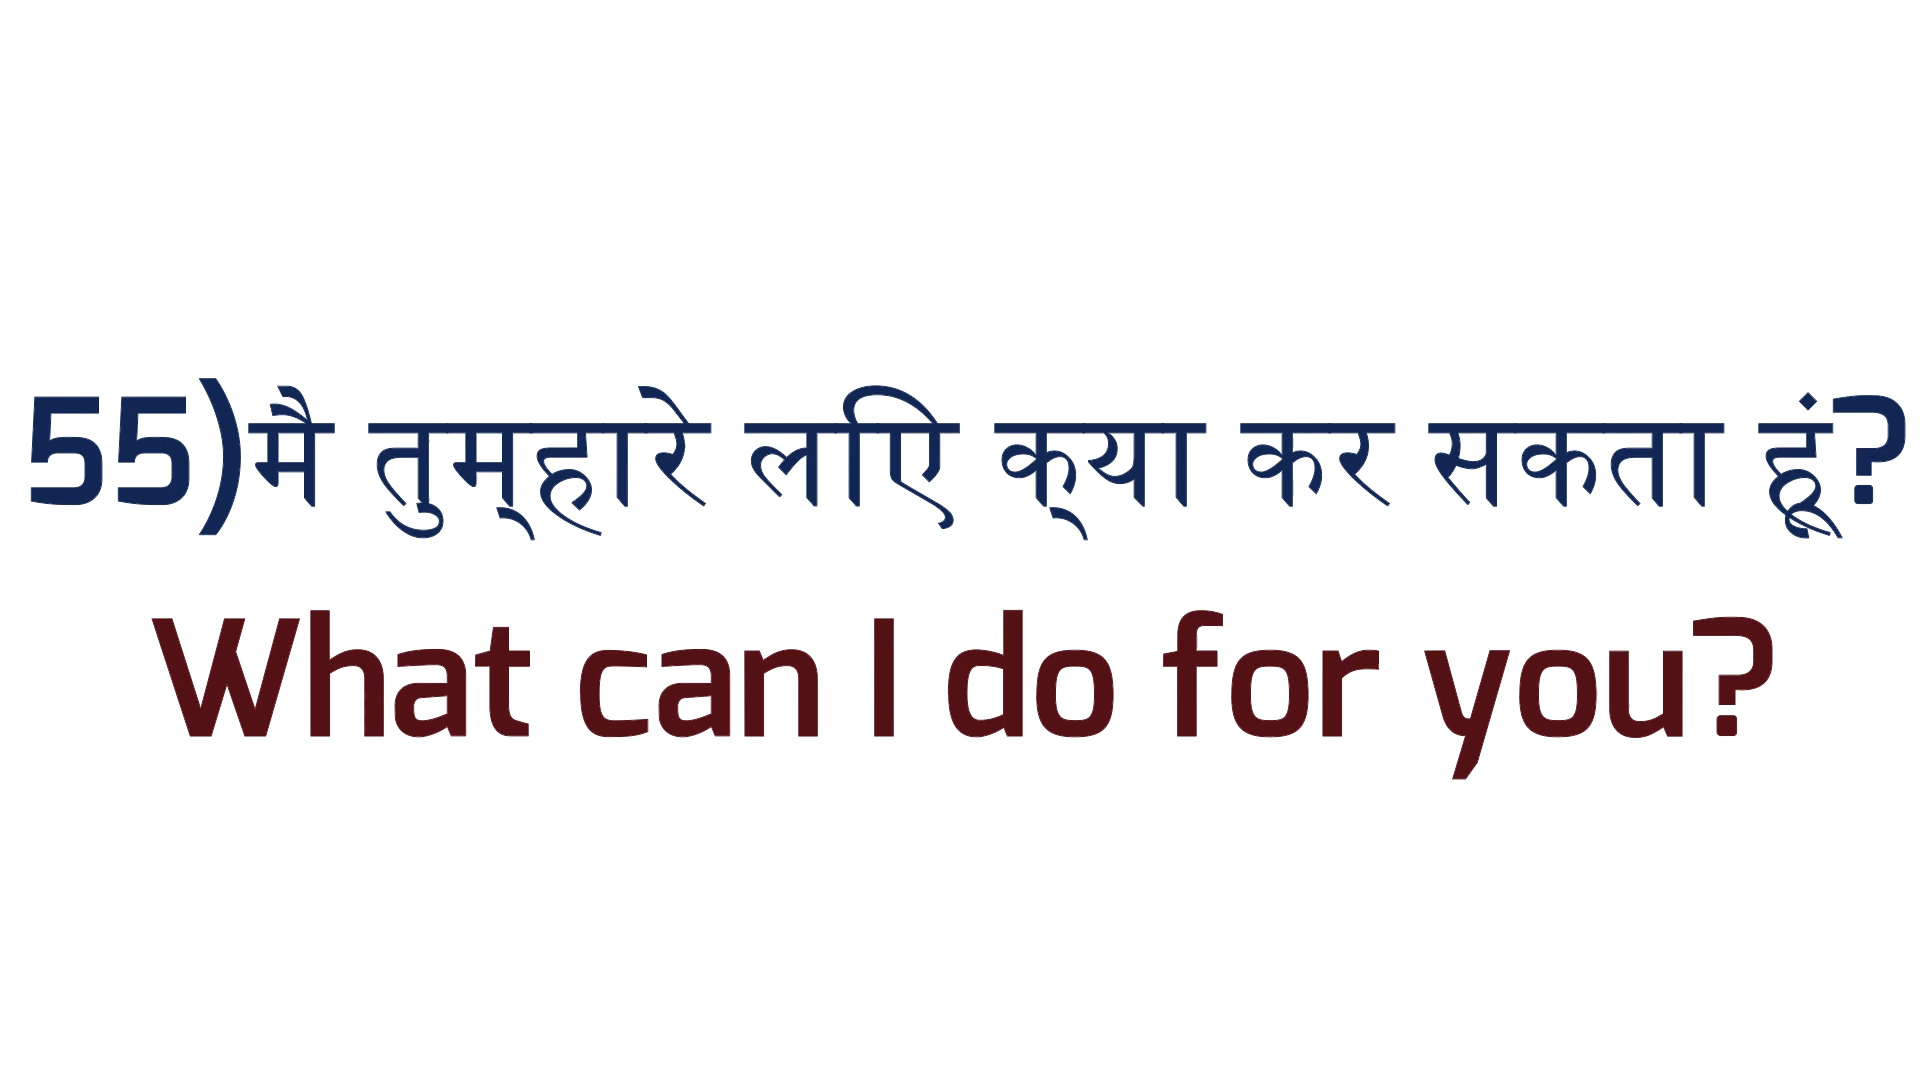 55)मै तुम्हारे लिए क्या कर सकता हूं?
What can I do for you?